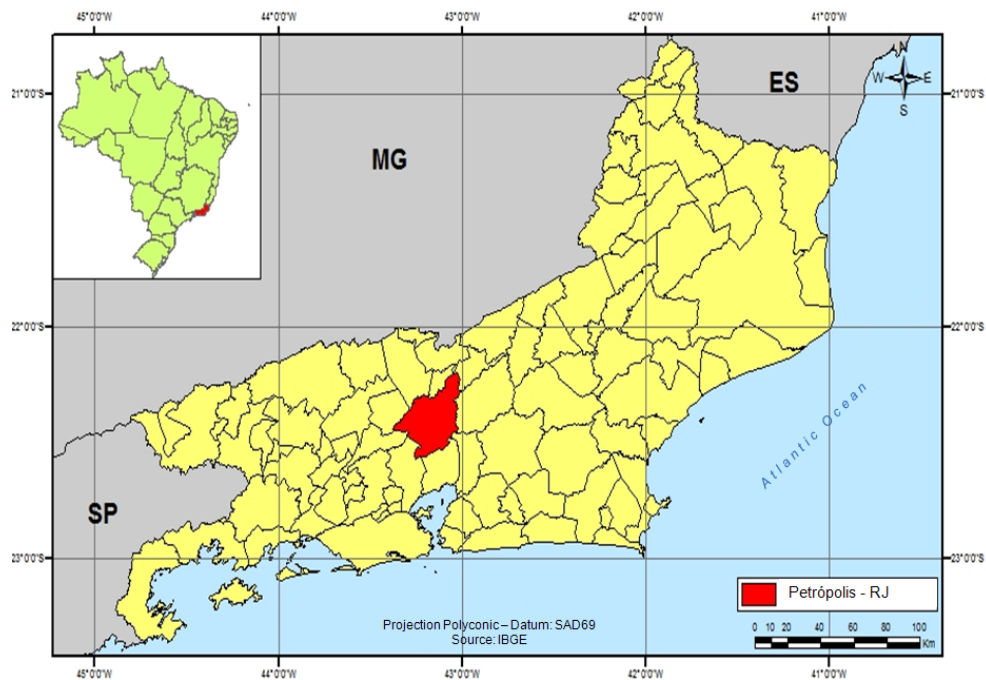 45°0'0"W 44°0'0"W 43°0'0"W 42°0'0"W 41°0'0"W
N
W E
S
ES
21°0'0"S 21°0'0"S
MG
22°0'0"S 22°0'0"S
Atlantic Ocean
SP
23°0'0"S 23°0'0"S
Petrópolis - RJ
Projection Polyconic – Datum: SAD69
Source: IBGE
0 10 20 40 60 80 100
Km
45°0'0"W 44°0'0"W 43°0'0"W 42°0'0"W 41°0'0"W